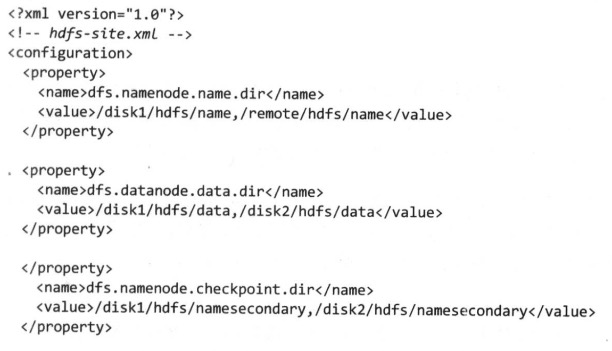 <?xml version="1.0"?>
<!-- hdfs-site.xml -->
<configuration>
<property>
<name>dfs.namenode.name.dir</name>
<value>/disk1/hdfs/name,/remote/hdfs/name</value>
</property>
<property>
<name>dfs.datanode.data.dir</name>
<value>/disk1/hdfs/data,/disk2/hdfs/data</value>
</property>
</property>
<name>dfs.namenode.checkpoint.dir</name>
<value>/disk1/hdfs/namesecondary,/disk2/hdfs/namesecondary</value>
</property>